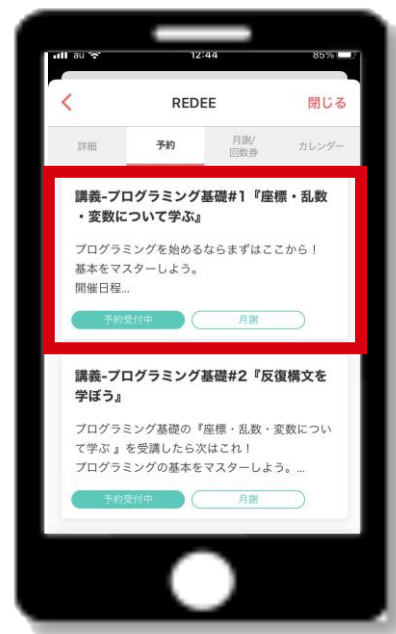 au 12:44 85%
REDEE 閉じる
詳細 予約 月謝/ カレンダー
回数券
講義-プログラミング基礎#1『座標・乱数
・変数について学ぶ』
プログラミングを始めるならまずはここから！
基本をマスターしよう。
開催日程...
予約受付中 月謝
講義-プログラミング基礎#2『反復構文を
学ぼう』
プログラミング基礎の『座標・乱数・変数につい
て学ぶ 』を受講したら次はこれ！
プログラミングの基本をマスターしよう。...
予約受付中 月謝